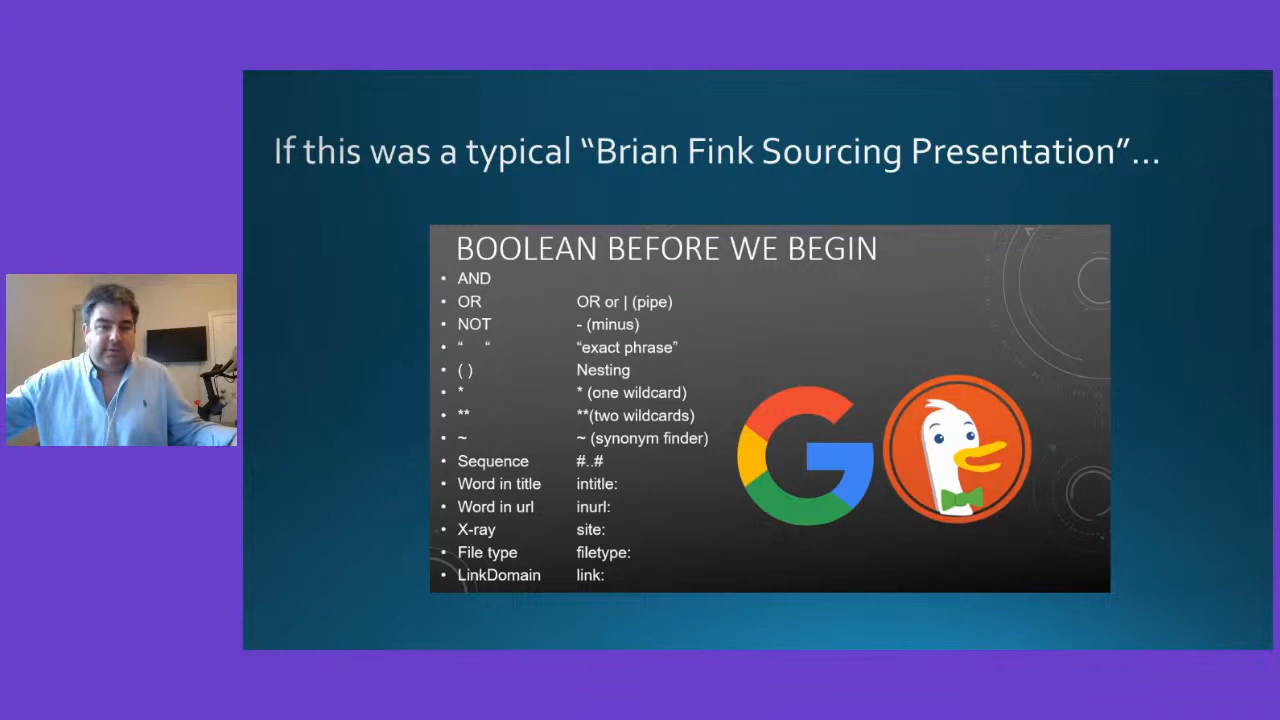 If this was a typical “Brian Fink Sourcing Presentation”…
BOOLEAN BEFORE WE BEGIN
• AND
• OR OR or | (pipe)
• NOT - (minus)
• “ “ “exact phrase”
• ( ) Nesting
• * * (one wildcard)
• ** **(two wildcards)
• ~ ~ (synonym finder)
• Sequence #..#
• Word in title intitle:
• Word in url inurl:
• X-ray site:
• File type filetype:
• LinkDomain link: